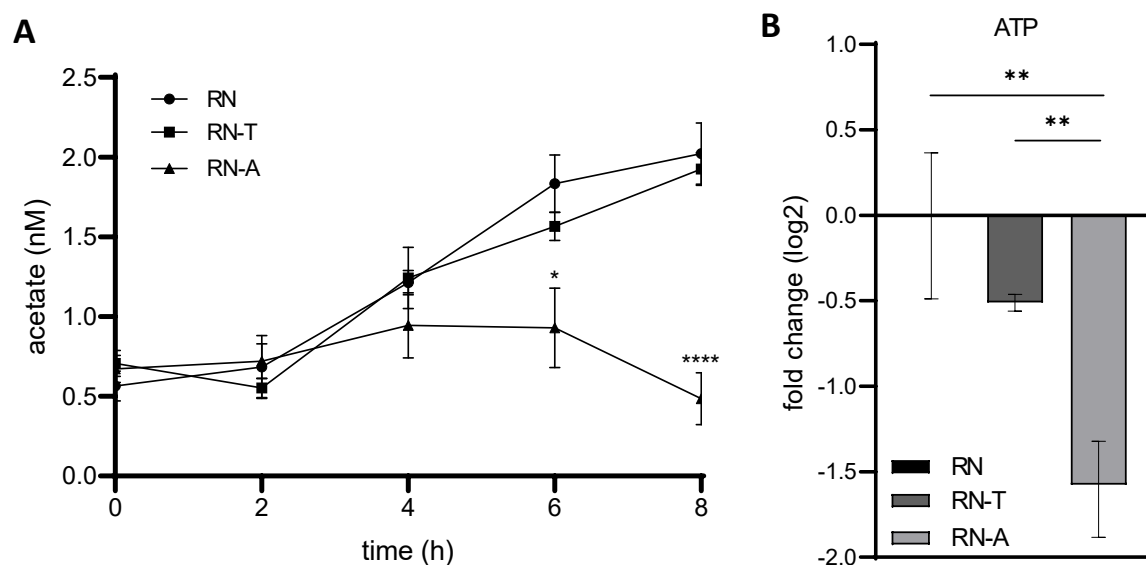 A
2.5
2.0
1.5
1.0
0.5
0.0
acetate (nM)
RN
RN-T
RN-A
*
****
0 2 4 6 8
time (h)
B
ATP
1.0
0.5
0.0
-0.5
-1.0
-1.5
-2.0
fold change (log2)
**
**
RN
RN-T
RN-A